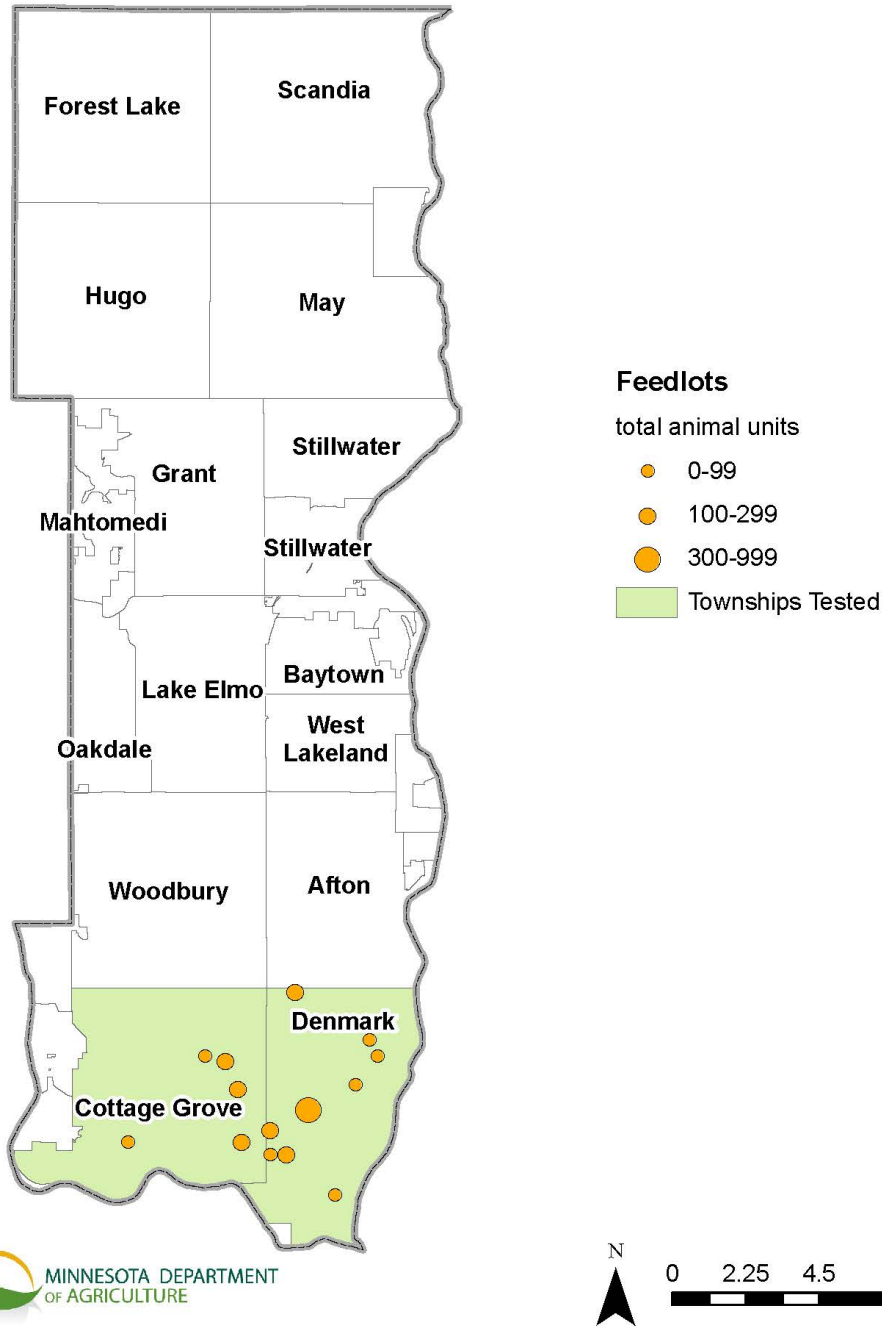 Forest Lake
Scandia
Hugo
May
Grant
Stillwater
Mahtomedi
Stillwater
Lake Elmo
Baytown
West
Lakeland
Oakdale
Woodbury
Afton
Denmark
Cottage Grove
Feedlots
total animal units
0-99
100-299
300-999
Townships Tested
MINNESOTA DEPARTMENT
OF AGRICULTURE
N
0 2.25 4.5